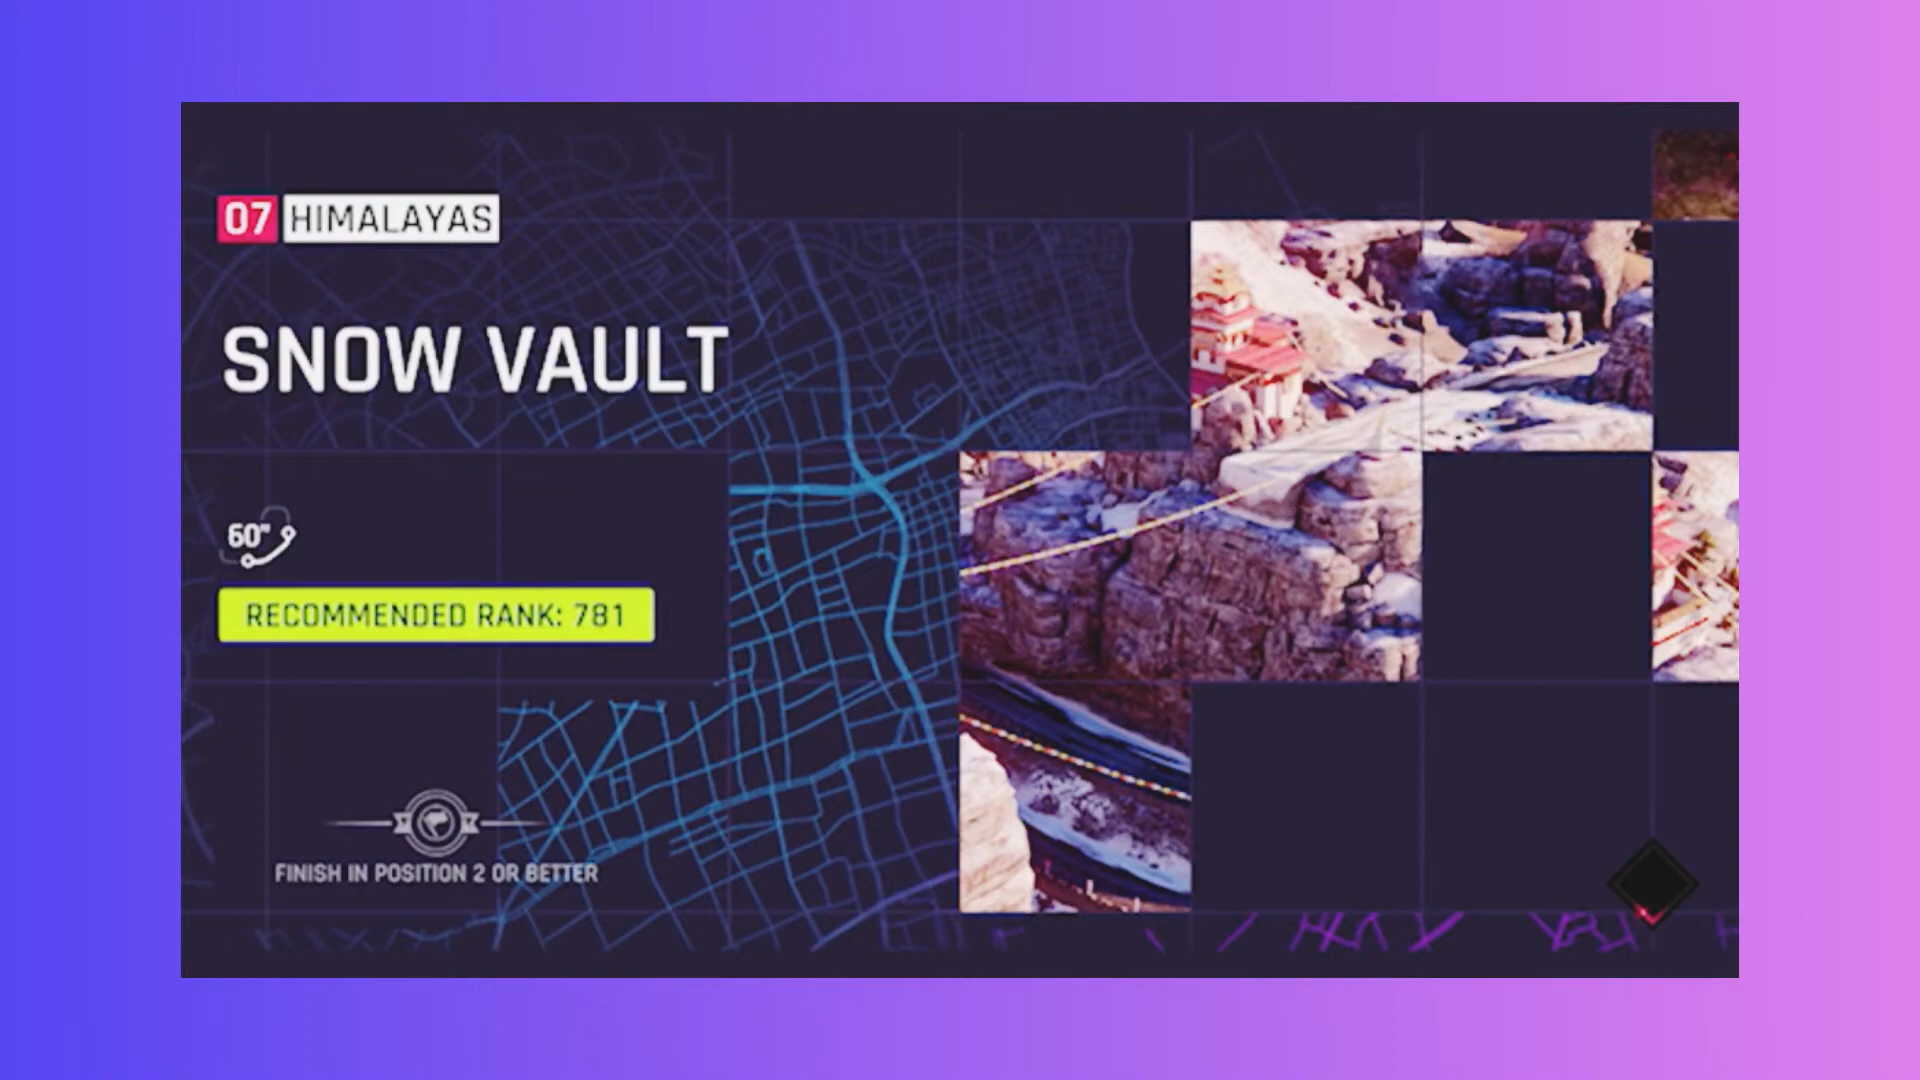 07 HIMALAYAS
SNOW VAULT
60"
RECOMMENDED RANK: 781
FINISH IN POSITION 2 OR BETTER